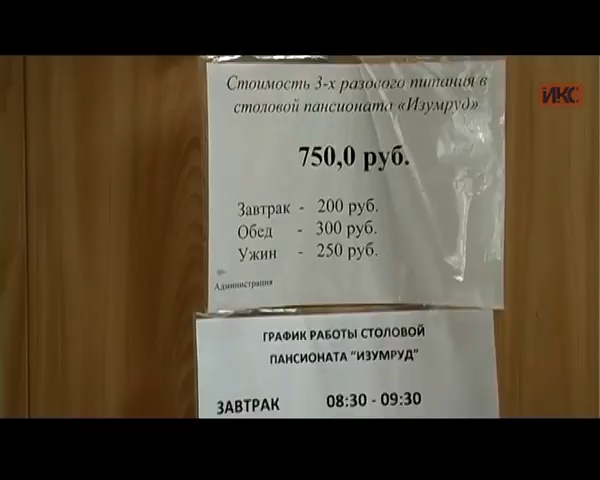 Стоимость 3-х разового питания в
столовой пансионата «Изумруд»
ИКС
750,0 руб.
Завтрак - 200 руб.
Обед - 300 руб.
Ужин - 250 руб.
Администрация
ГРАФИК РАБОТЫ СТОЛОВОЙ
ПАНСИОНАТА "ИЗУМРУД"
ЗАВТРАК 08:30 - 09:30